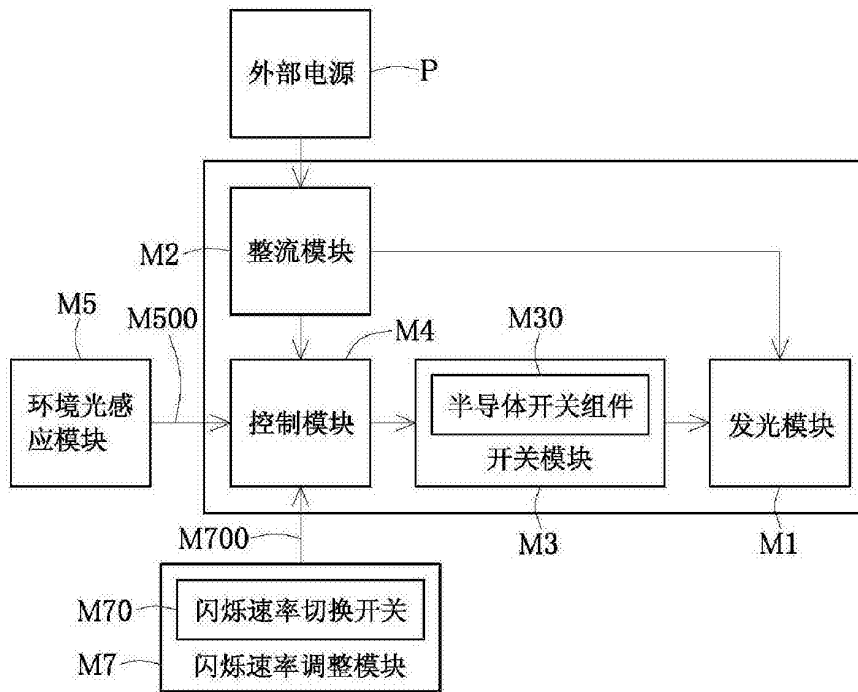 外部电源
P
M2
整流模块
M5
M500
M4
M30
环境光感
应模块
控制模块
半导体开关组件
开关模块
发光模块
M700
M3
M1
M70
闪烁速率切换开关
M7
闪烁速率调整模块